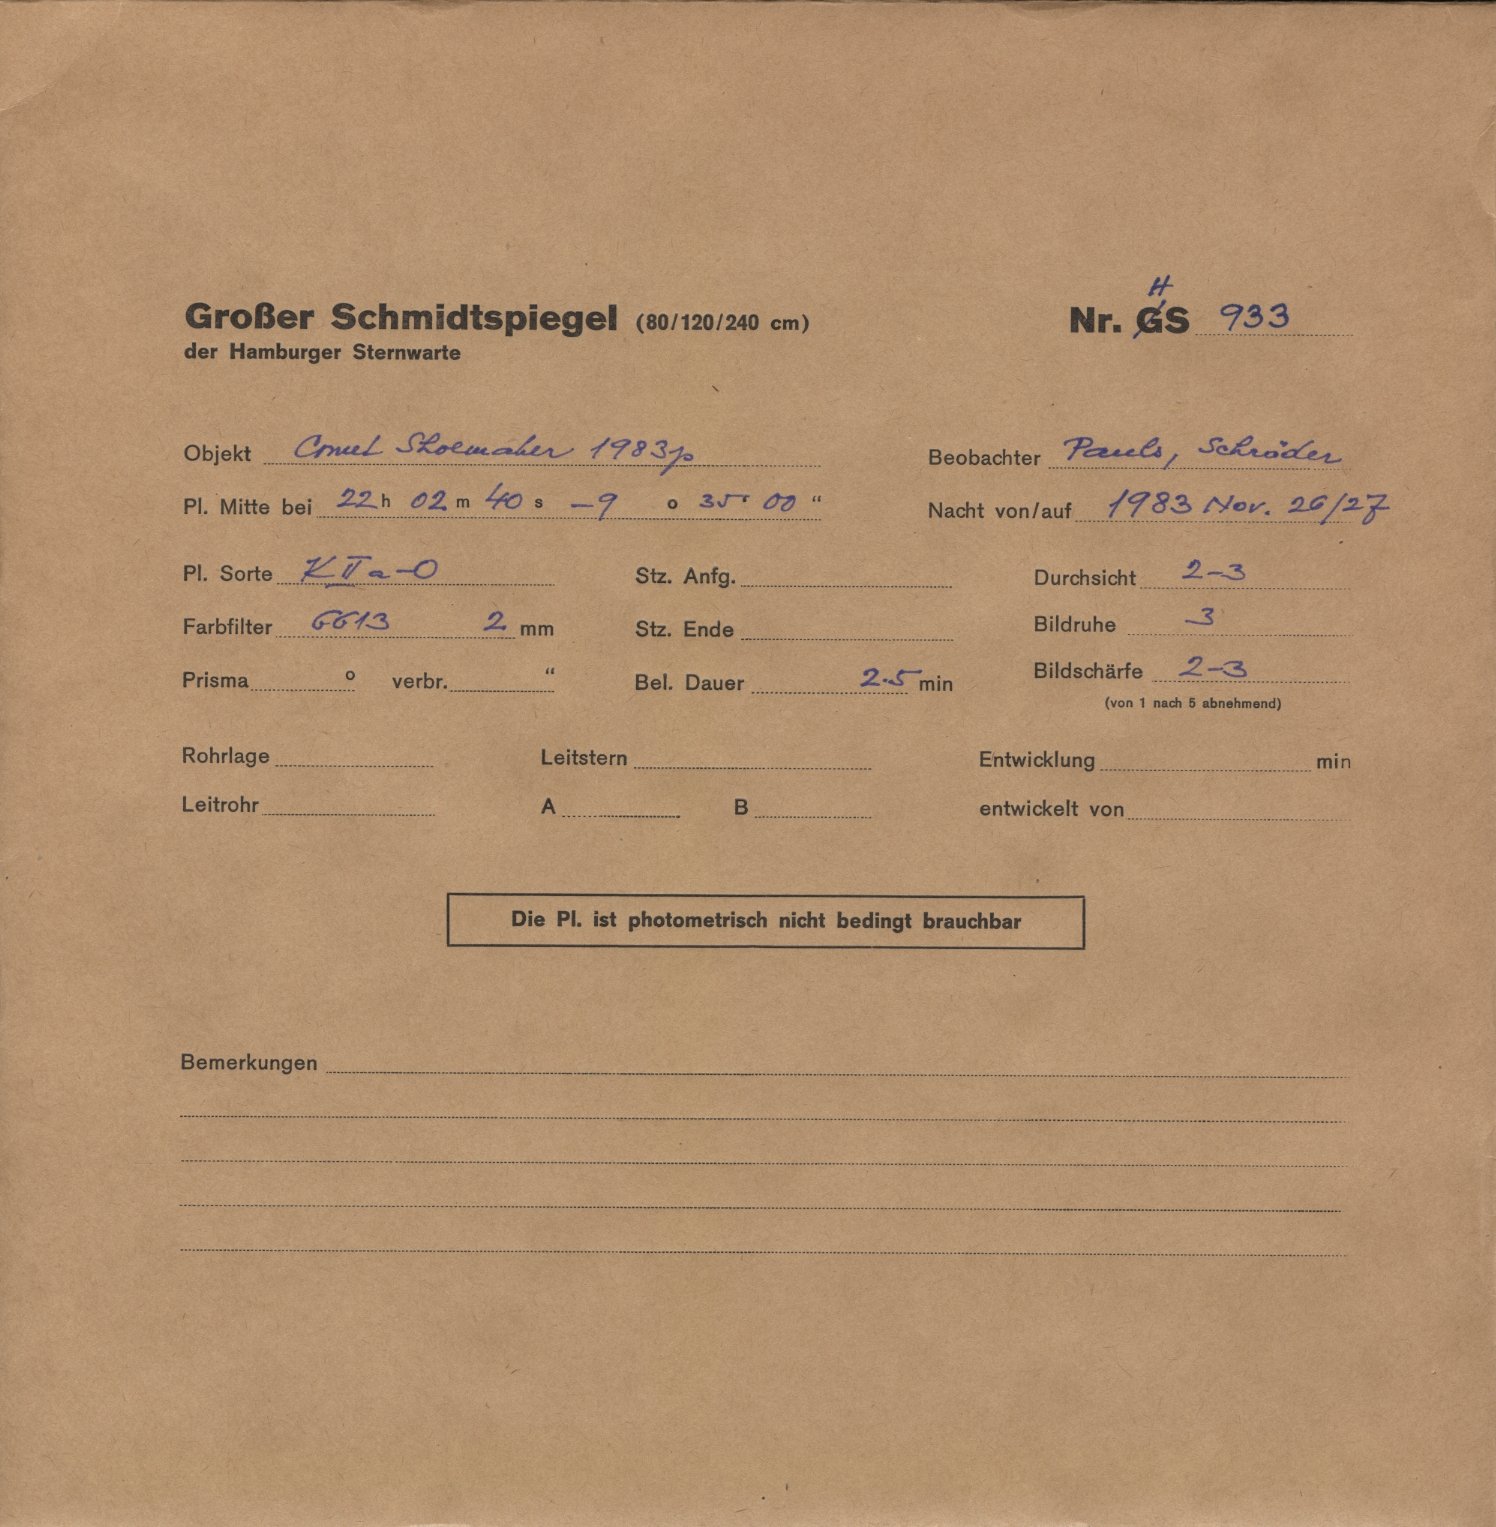 Großer Schmidtspiegel (80/120/240 cm)
der Hamburger Sternwarte
H
Nr. GS 933
Objekt Comet Shoemaker 1983p
Beobachter Pauls, Schröder
Pl. Mitte bei 22 h 02 m 40 s -9 o 35' 00 “
Nacht von/auf 1983 Nov. 26/27
Pl. Sorte K II a-O
Stz. Anfg.
Durchsicht 2-3
Farbfilter GG13 2 mm
Stz. Ende
Bildruhe 3
Prisma o verbr. “
Bel. Dauer 2.5 min
Bildschärfe 2-3
(von 1 nach 5 abnehmend)
Rohrlage
Leitstern
Entwicklung min
Leitrohr
A B
entwickelt von
Die Pl. ist photometrisch nicht bedingt brauchbar
Bemerkungen